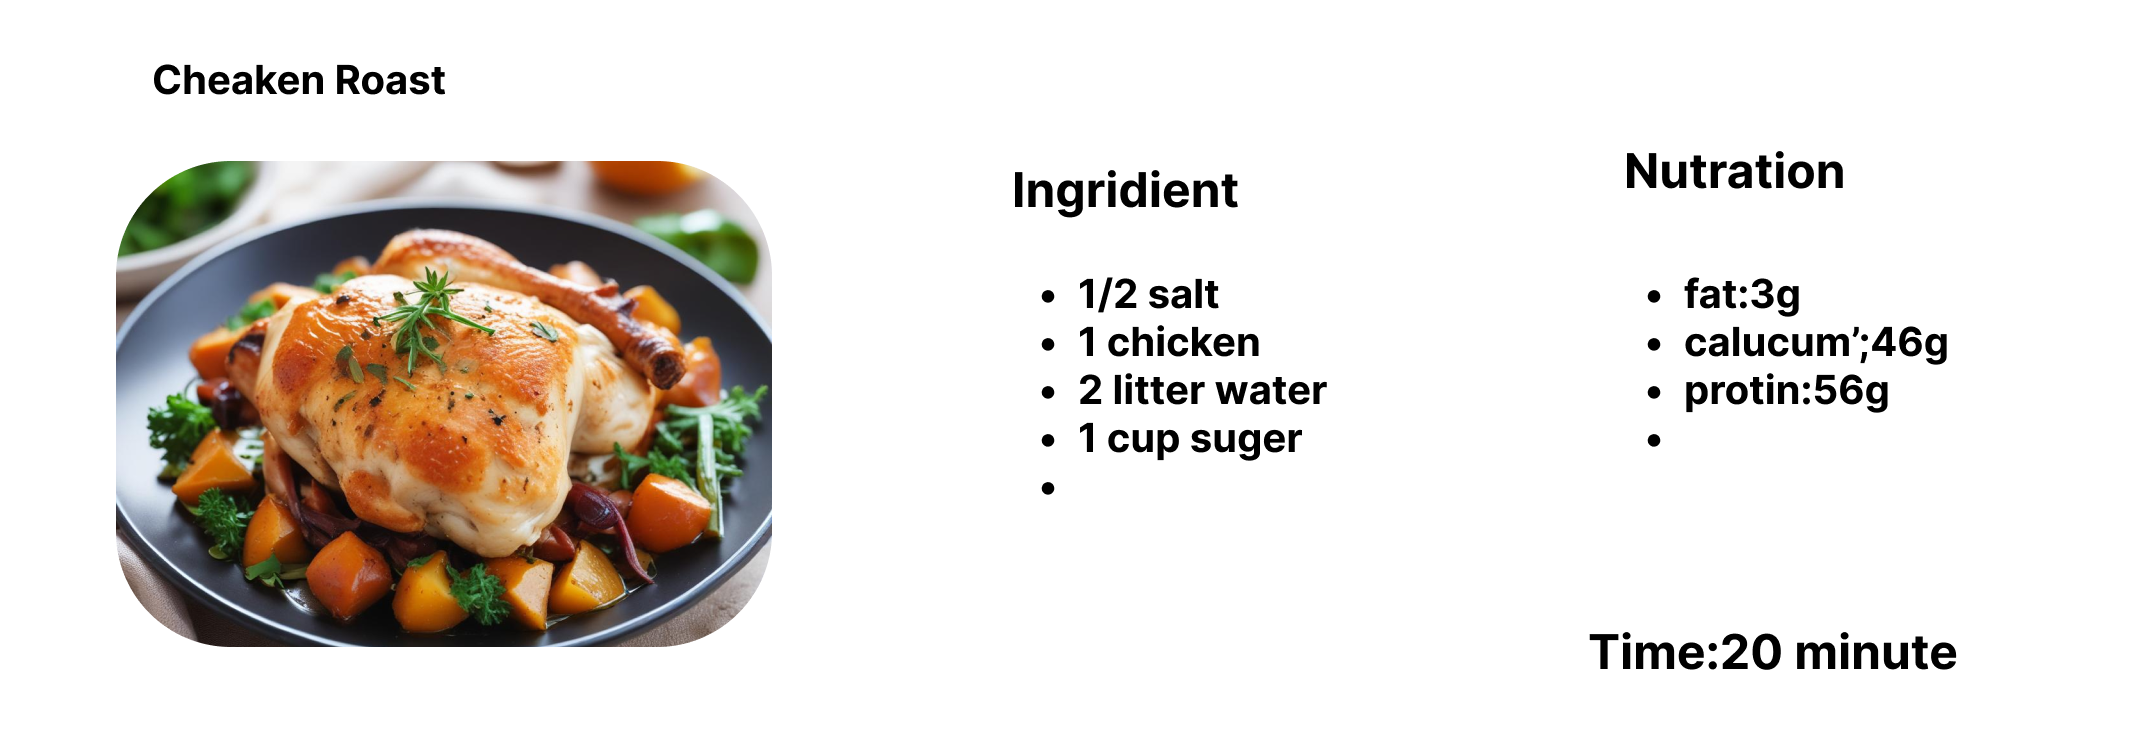 Cheaken Roast
Ingridient
1/2 salt
1 chicken
2 litter water
1 cup suger
Nutration
fat:3g
calucum’;46g
protin:56g
Time:20 minute